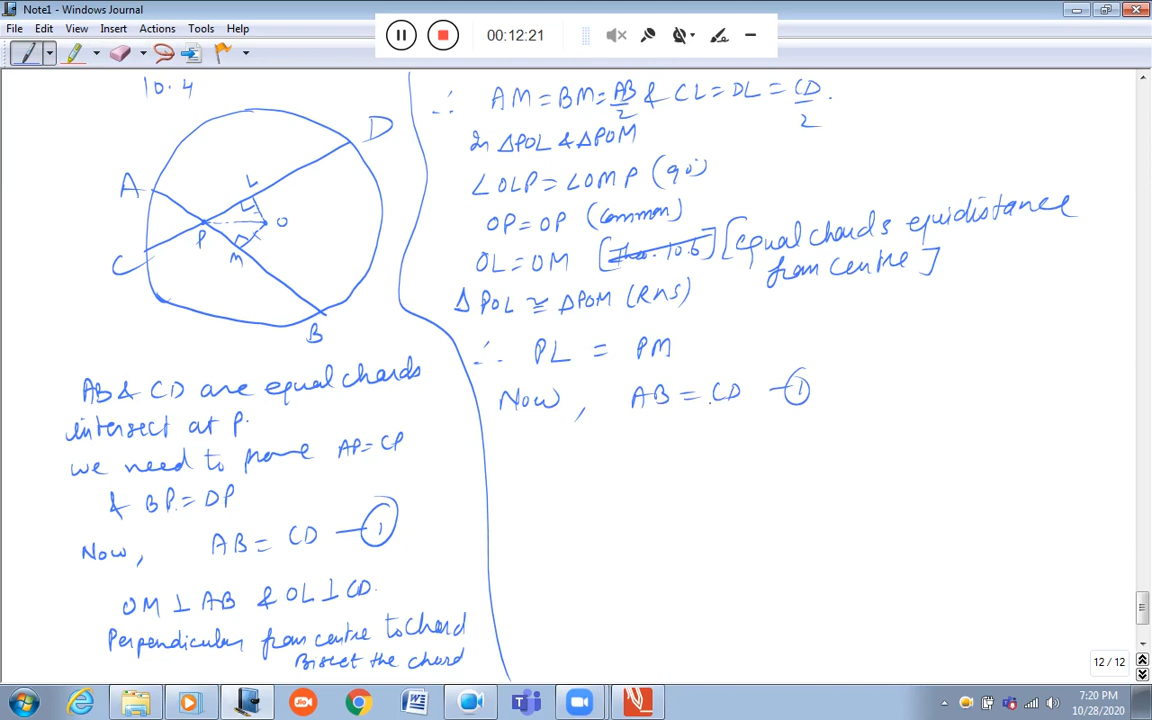 Note1 - Windows Journal
File Edit View Insert Actions Tools Help
00:12:21
10.4
A
D
L
O
P
M
C
B
AB & CD are equal chords
intersect at P.
we need to prove AP = CP
& BP = DP
Now, AB = CD — ①
OM ⊥ AB & OL ⊥ CD.
Perpendicular from centre to chord
Bisect the chord
∴ AM = BM = AB/2 & CL = DL = CD/2.
In ΔPOL & ΔPOM
∠OLP = ∠OMP (90°)
OP = OP (common)
OL = OM [Thm. 10.6] [equal chords equidistance
from centre]
ΔPOL ≅ ΔPOM (RHS)
∴ PL = PM
Now, AB = CD — ①
12 / 12
7:20 PM
10/28/2020